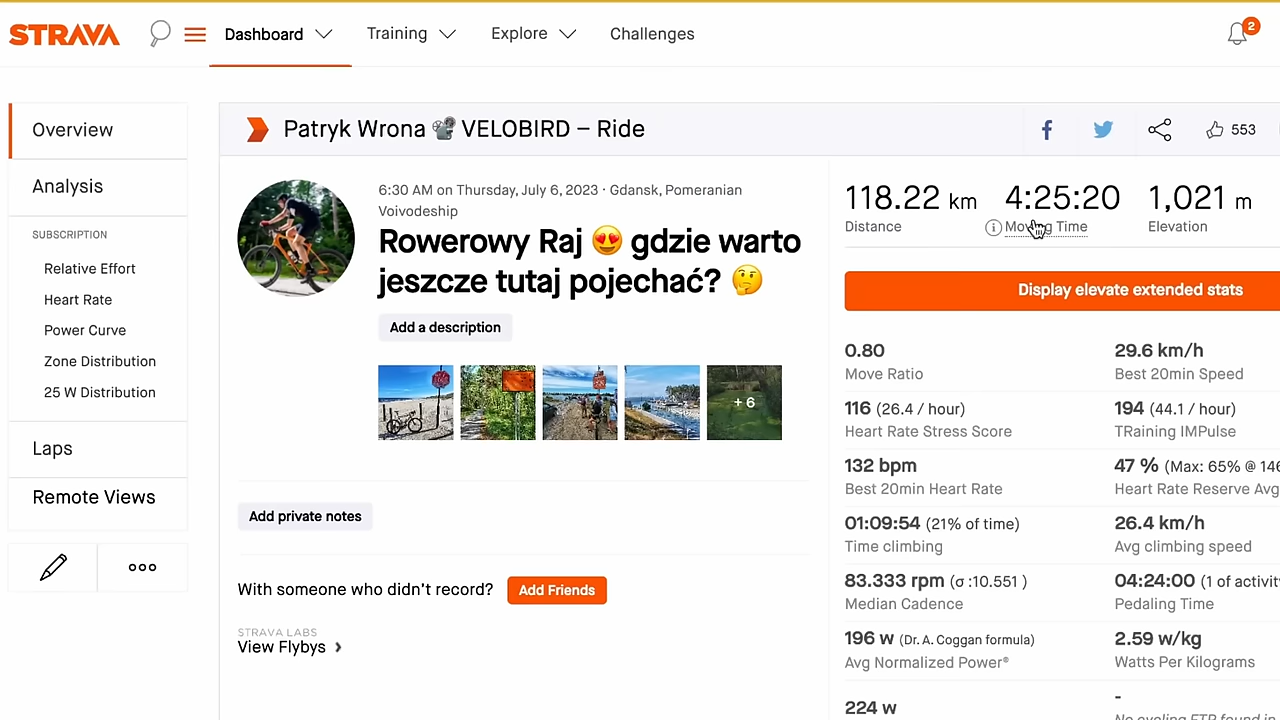 STRAVA
Dashboard
Training
Explore
Challenges
2
Overview
Analysis
SUBSCRIPTION
Relative Effort
Heart Rate
Power Curve
Zone Distribution
25 W Distribution
Laps
Remote Views
Patryk Wrona 📽️ VELOBIRD – Ride
553
6:30 AM on Thursday, July 6, 2023 · Gdansk, Pomeranian
Voivodeship
Rowerowy Raj 😍 gdzie warto
jeszcze tutaj pojechać? 🤔
Add a description
+ 6
Add private notes
With someone who didn't record?
Add Friends
STRAVA LABS
View Flybys
118.22 km
Distance
4:25:20
Moving Time
1,021 m
Elevation
Display elevate extended stats
0.80
Move Ratio
29.6 km/h
Best 20min Speed
116 (26.4 / hour)
Heart Rate Stress Score
194 (44.1 / hour)
TRaining IMPulse
132 bpm
Best 20min Heart Rate
47 % (Max: 65% @ 146
Heart Rate Reserve Avg
01:09:54 (21% of time)
Time climbing
26.4 km/h
Avg climbing speed
83.333 rpm (σ :10.551 )
Median Cadence
04:24:00 (1 of activity
Pedaling Time
196 w (Dr. A. Coggan formula)
Avg Normalized Power®
2.59 w/kg
Watts Per Kilograms
224 w
-
No cycling FTP found in